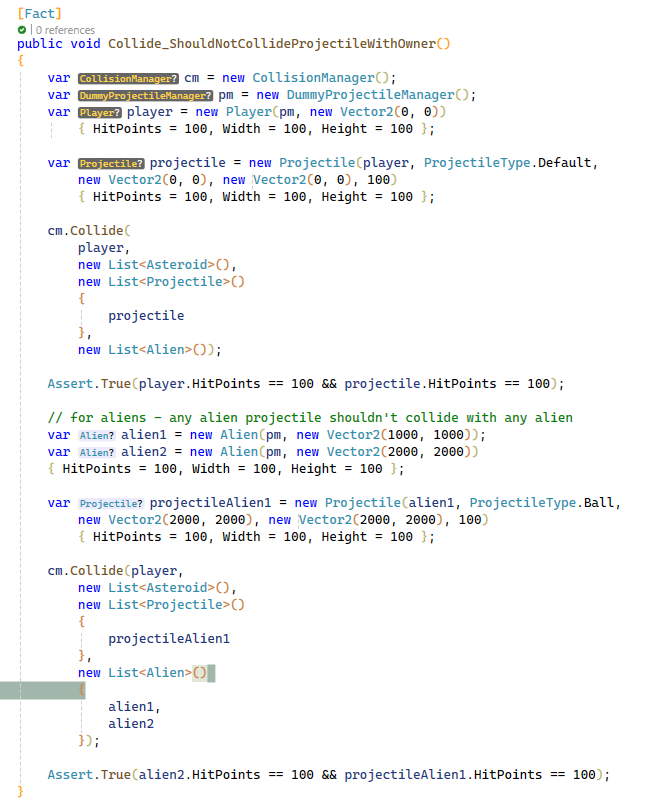 [Fact]
| 0 references
public void Collide_ShouldNotCollideProjectileWithOwner()
{
    var CollisionManager? cm = new CollisionManager();
    var DummyProjectileManager? pm = new DummyProjectileManager();
    var Player? player = new Player(pm, new Vector2(0, 0))
        { HitPoints = 100, Width = 100, Height = 100 };

    var Projectile? projectile = new Projectile(player, ProjectileType.Default,
        new Vector2(0, 0), new Vector2(0, 0), 100)
        { HitPoints = 100, Width = 100, Height = 100 };

    cm.Collide(
        player,
        new List<Asteroid>(),
        new List<Projectile>()
        {
            projectile
        },
        new List<Alien>());

    Assert.True(player.HitPoints == 100 && projectile.HitPoints == 100);

    // for aliens - any alien projectile shouldn't collide with any alien
    var Alien? alien1 = new Alien(pm, new Vector2(1000, 1000));
    var Alien? alien2 = new Alien(pm, new Vector2(2000, 2000))
    { HitPoints = 100, Width = 100, Height = 100 };

    var Projectile? projectileAlien1 = new Projectile(alien1, ProjectileType.Ball,
        new Vector2(2000, 2000), new Vector2(2000, 2000), 100)
        { HitPoints = 100, Width = 100, Height = 100 };

    cm.Collide(player,
        new List<Asteroid>(),
        new List<Projectile>()
        {
            projectileAlien1
        },
        new List<Alien>()
        {
            alien1,
            alien2
        });

    Assert.True(alien2.HitPoints == 100 && projectileAlien1.HitPoints == 100);
}